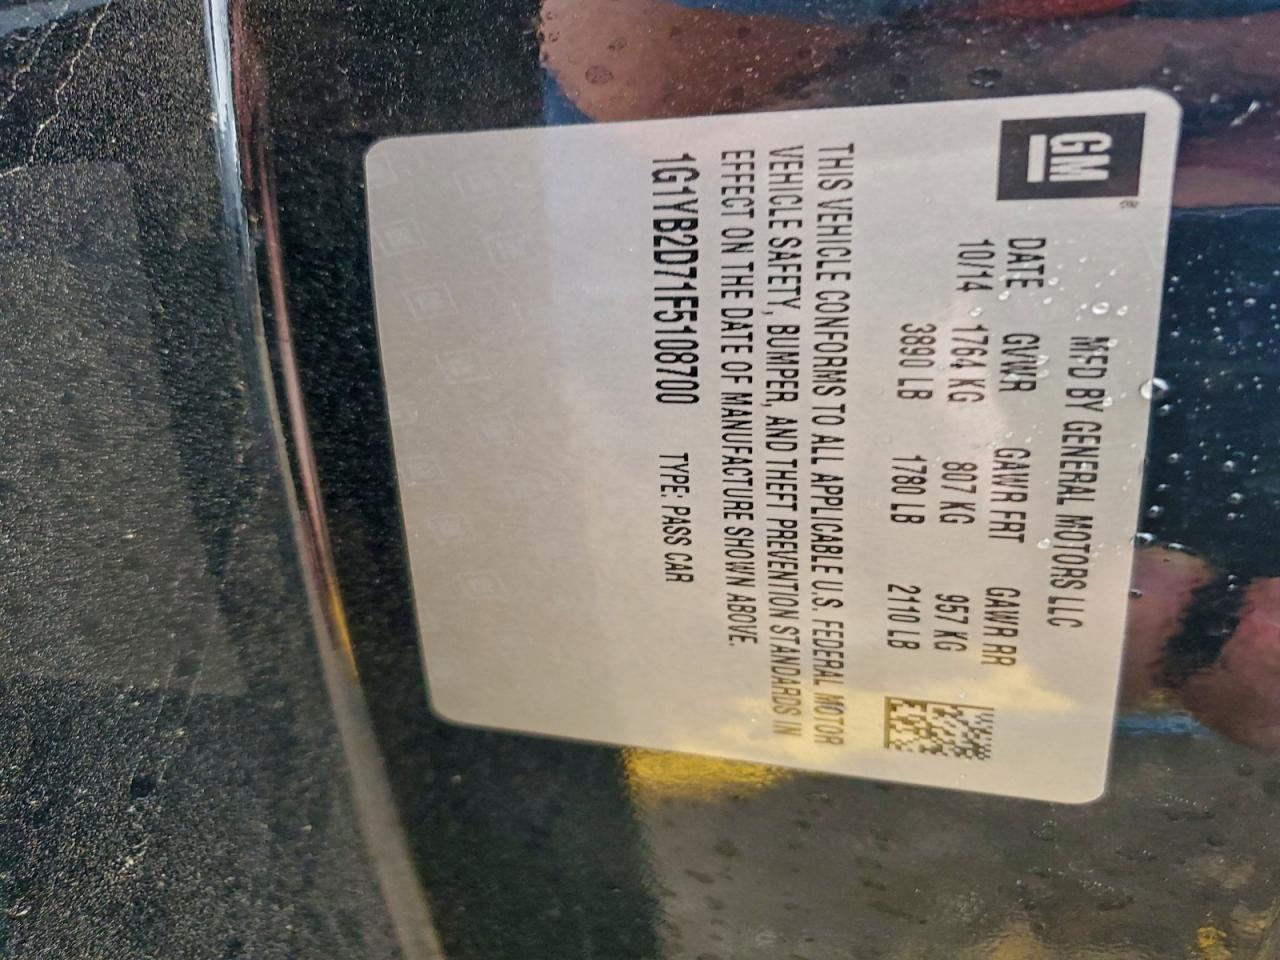 GM
MFD BY GENERAL MOTORS LLC
DATE GVWR GAWR FRT GAWR RR
10/14 1764 KG 807 KG 957 KG
3890 LB 1780 LB 2110 LB
THIS VEHICLE CONFORMS TO ALL APPLICABLE U.S. FEDERAL MOTOR
VEHICLE SAFETY, BUMPER, AND THEFT PREVENTION STANDARDS IN
EFFECT ON THE DATE OF MANUFACTURE SHOWN ABOVE.
1G1YB2D71F5108700 TYPE: PASS CAR